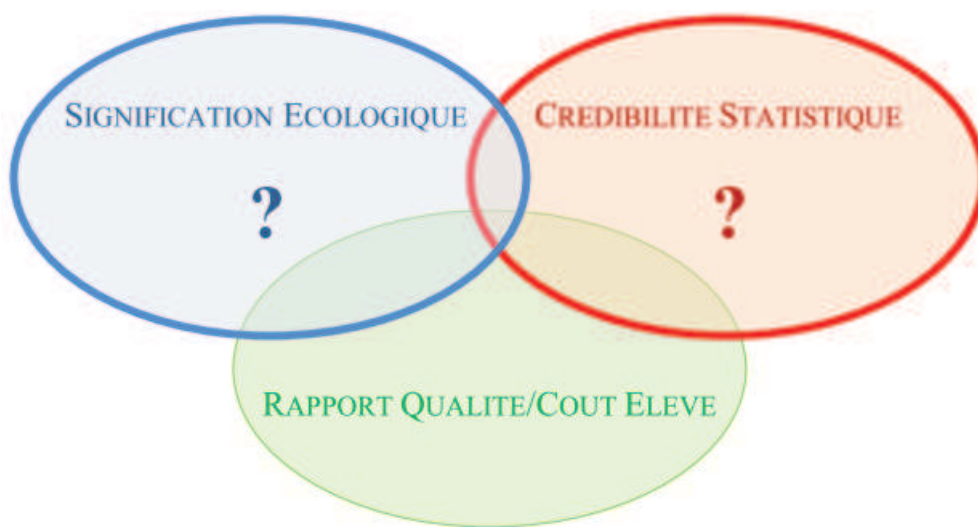 SIGNIFICATION ECOLOGIQUE
?
CREDIBILITE STATISTIQUE
?
RAPPORT QUALITE/COUT ELEVE